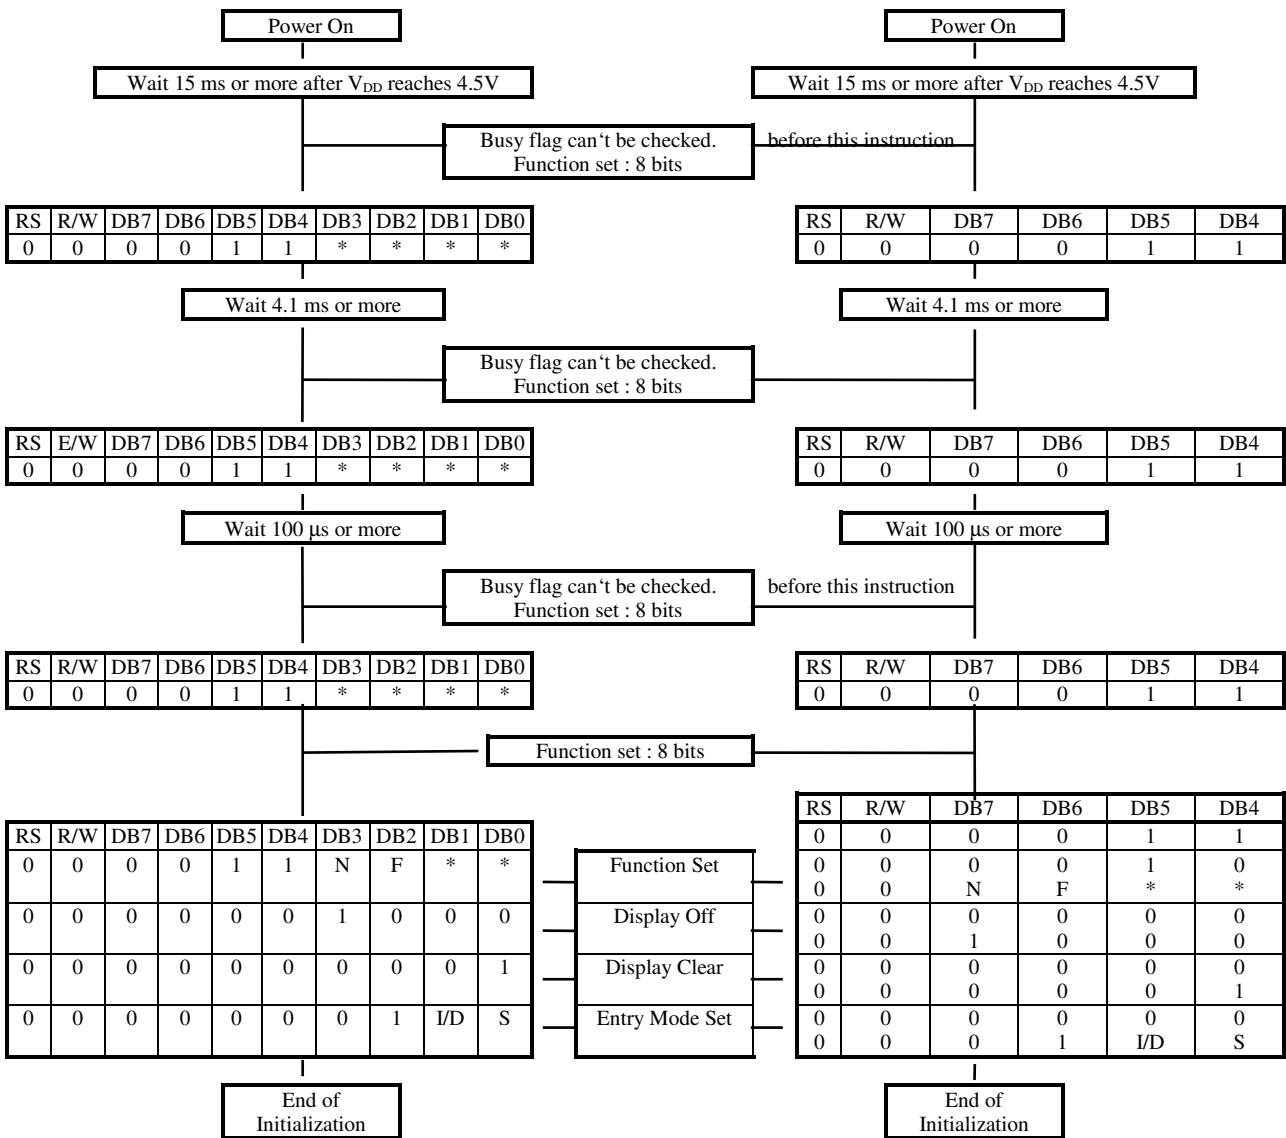 Power On Power On
Wait 15 ms or more after VDD reaches 4.5V Wait 15 ms or more after VDD reaches 4.5V
Busy flag can‘t be checked. before this instruction
Function set : 8 bits
RS R/W DB7 DB6 DB5 DB4 DB3 DB2 DB1 DB0 RS R/W DB7 DB6 DB5 DB4
0 0 0 0 1 1 * * * * 0 0 0 0 1 1
Wait 4.1 ms or more Wait 4.1 ms or more
Busy flag can‘t be checked.
Function set : 8 bits
RS E/W DB7 DB6 DB5 DB4 DB3 DB2 DB1 DB0 RS R/W DB7 DB6 DB5 DB4
0 0 0 0 1 1 * * * * 0 0 0 0 1 1
Wait 100 µs or more Wait 100 µs or more
Busy flag can‘t be checked. before this instruction
Function set : 8 bits
RS R/W DB7 DB6 DB5 DB4 DB3 DB2 DB1 DB0 RS R/W DB7 DB6 DB5 DB4
0 0 0 0 1 1 * * * * 0 0 0 0 1 1
Function set : 8 bits
RS R/W DB7 DB6 DB5 DB4
RS R/W DB7 DB6 DB5 DB4 DB3 DB2 DB1 DB0 0 0 0 0 1 1
0 0 0 0 1 1 N F * * Function Set 0 0 0 0 1 0
0 0 N F * *
0 0 0 0 0 0 1 0 0 0 Display Off 0 0 0 0 0 0
0 0 1 0 0 0
0 0 0 0 0 0 0 0 0 1 Display Clear 0 0 0 0 0 0
0 0 0 0 0 1
0 0 0 0 0 0 0 1 I/D S Entry Mode Set 0 0 0 0 0 0
0 0 0 1 I/D S
End of End of
Initialization Initialization